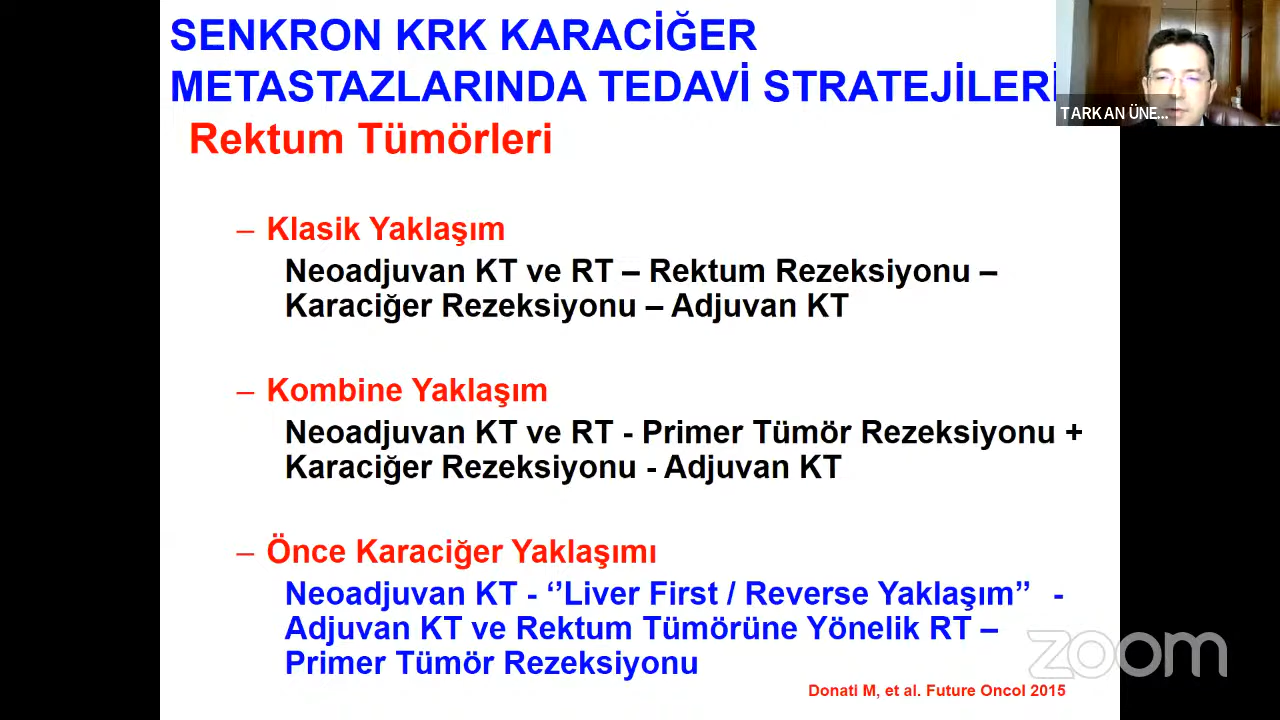 SENKRON KRK KARACİĞER
METASTAZLARINDA TEDAVİ STRATEJİLERİ
TARKAN ÜNE...
Rektum Tümörleri
– Klasik Yaklaşım
Neoadjuvan KT ve RT – Rektum Rezeksiyonu –
Karaciğer Rezeksiyonu – Adjuvan KT
– Kombine Yaklaşım
Neoadjuvan KT ve RT - Primer Tümör Rezeksiyonu +
Karaciğer Rezeksiyonu - Adjuvan KT
– Önce Karaciğer Yaklaşımı
Neoadjuvan KT - ‘’Liver First / Reverse Yaklaşım’’ -
Adjuvan KT ve Rektum Tümörüne Yönelik RT –
Primer Tümör Rezeksiyonu
zoom
Donati M, et al. Future Oncol 2015